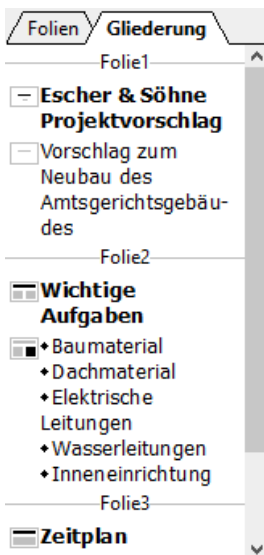 Folien Gliederung
Folie1
Escher & Söhne
Projektvorschlag
Vorschlag zum
Neubau des
Amtsgerichtsgebäu-
des
Folie2
Wichtige
Aufgaben
◆Baumaterial
◆Dachmaterial
◆Elektrische
Leitungen
◆Wasserleitungen
◆Inneneinrichtung
Folie3
Zeitplan